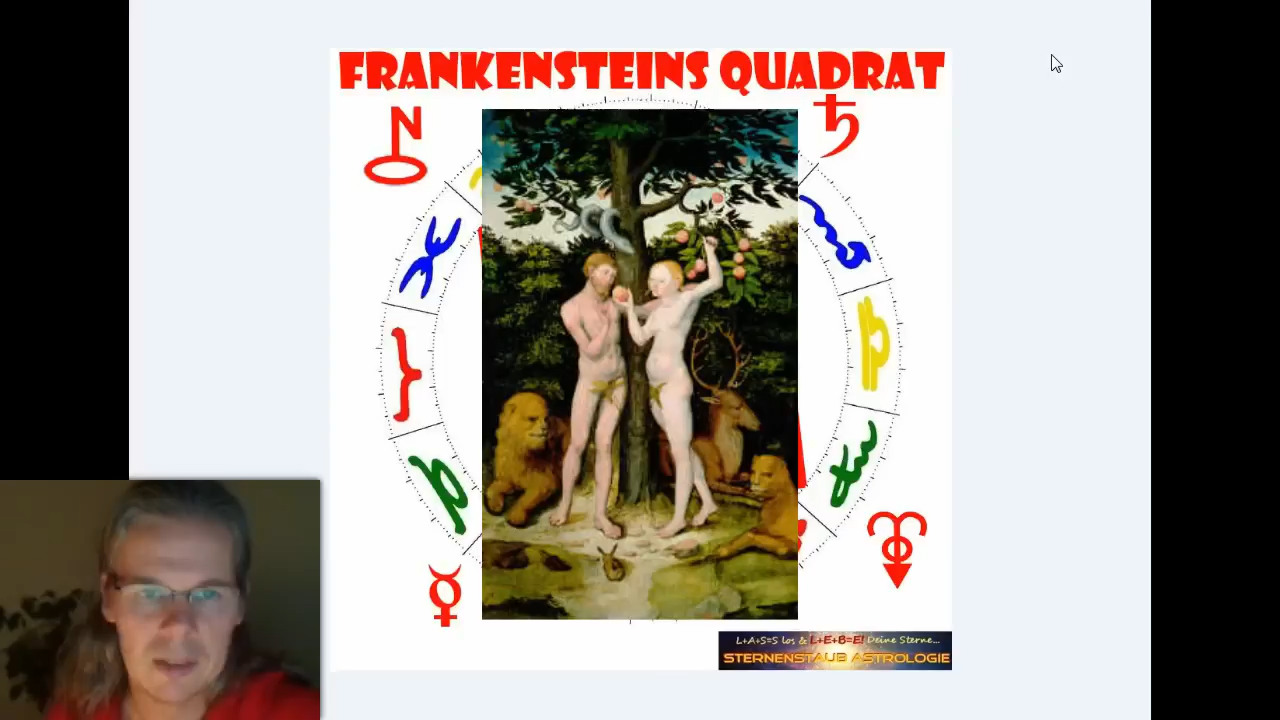 FRANKENSTEINS QUADRAT
L+A+S=S los & L+E+B=E! Deine Sterne...
STERNENSTAUB ASTROLOGIE